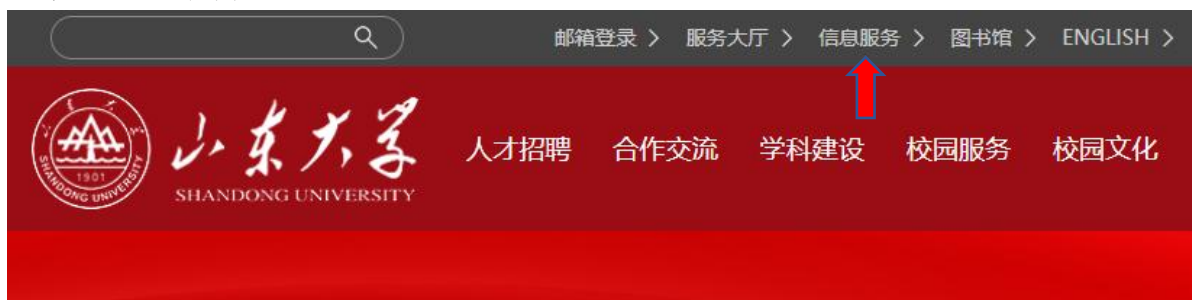 邮箱登录 > 服务大厅 > 信息服务 > 图书馆 > ENGLISH >
山东大学
SHANDONG UNIVERSITY
1901
SHANDONG UNIVERSITY
人才招聘 合作交流 学科建设 校园服务 校园文化